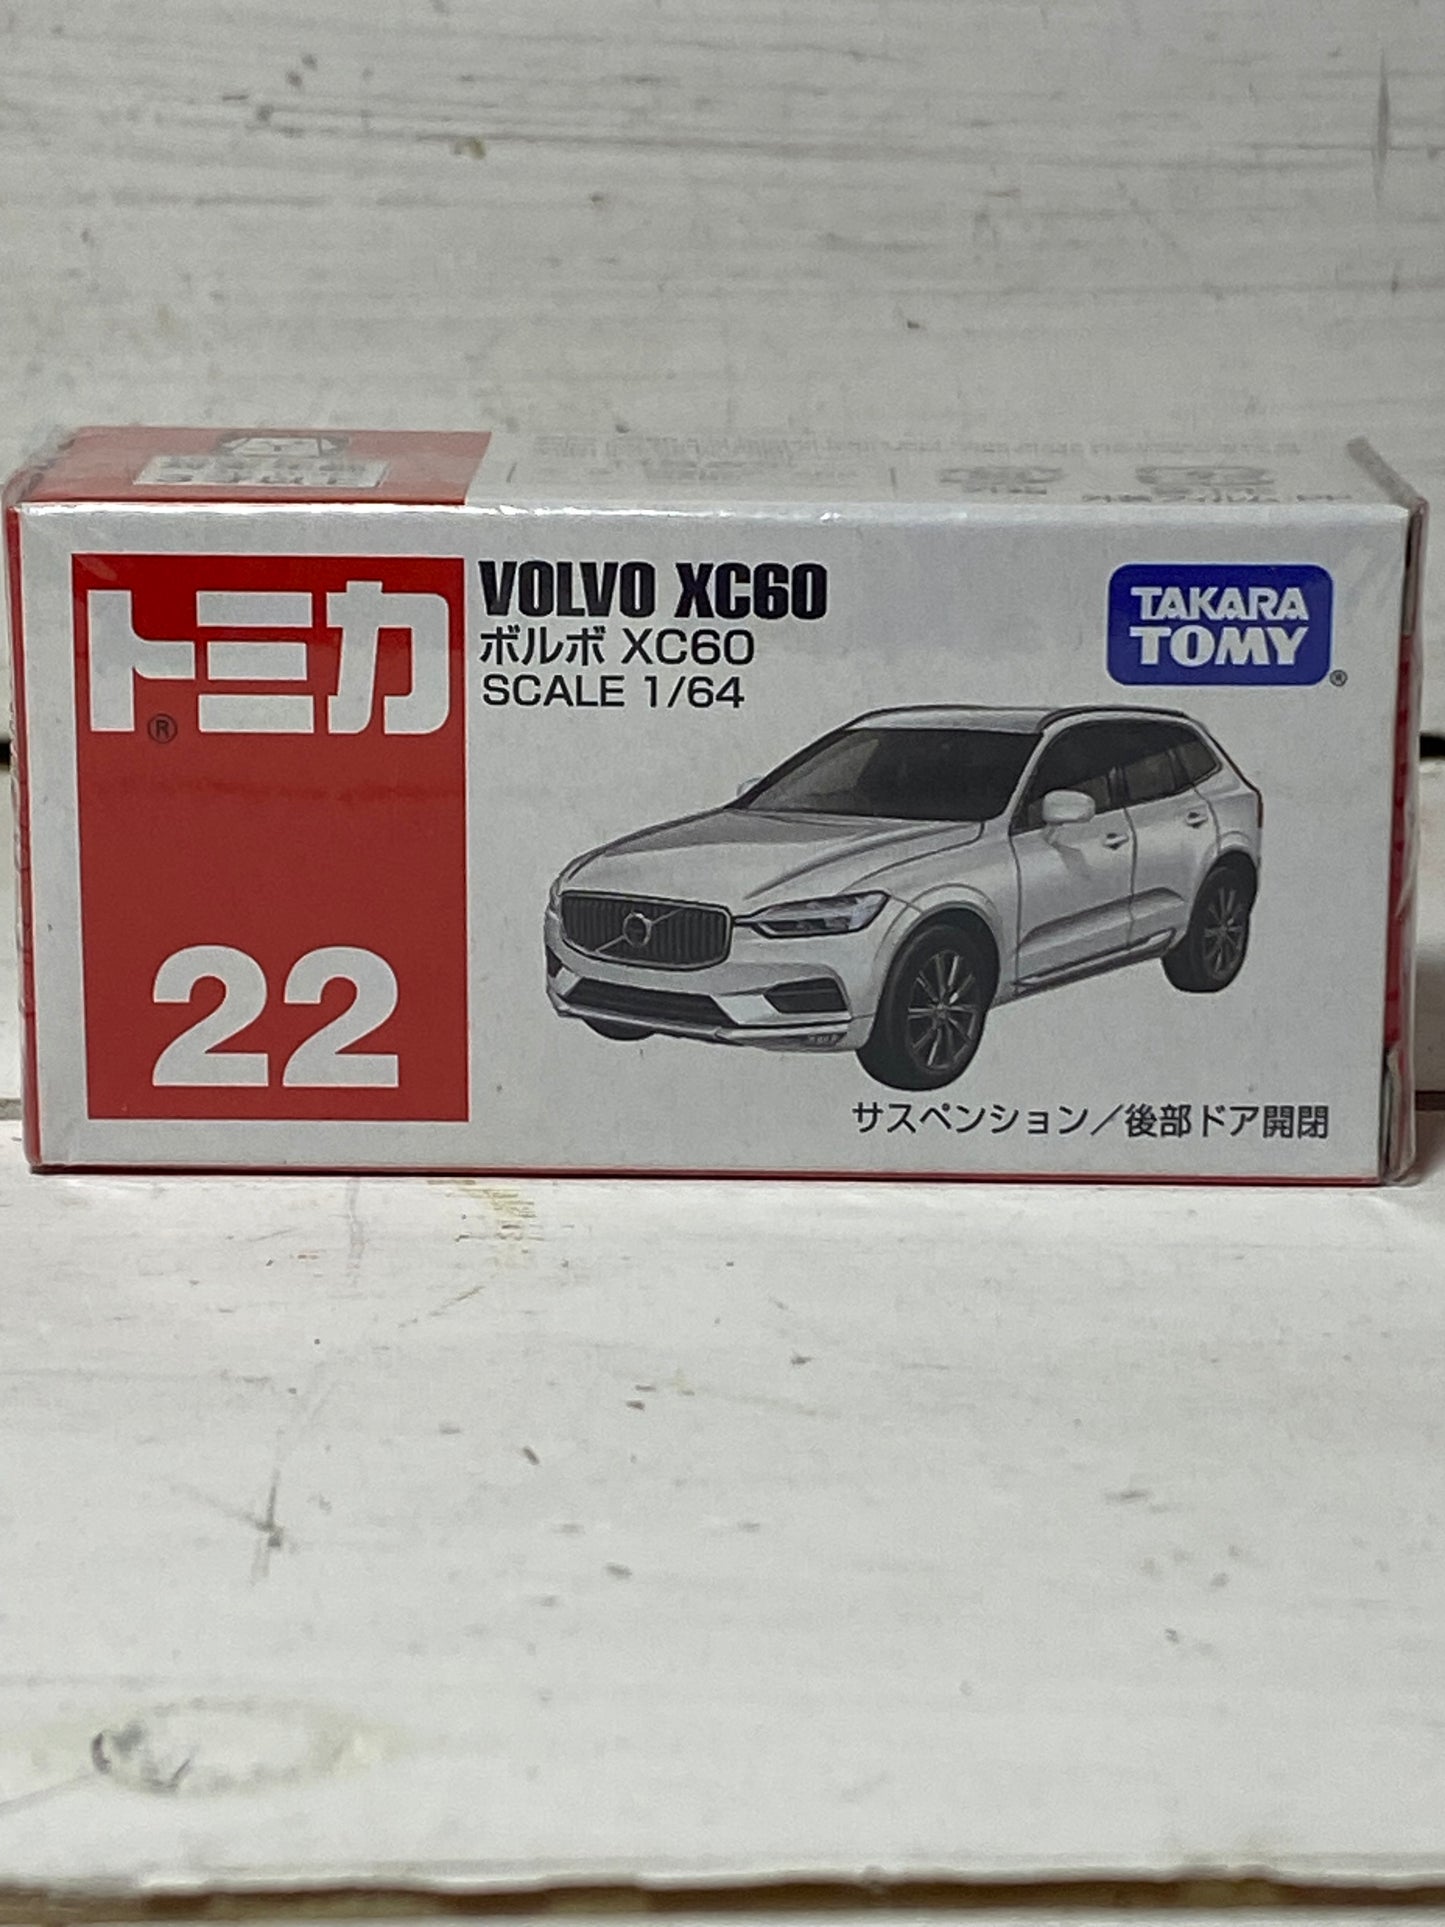 トミカ
®
22
VOLVO XC60
ボルボ XC60
SCALE 1/64
TAKARA
TOMY
®
サスペンション／後部ドア開閉